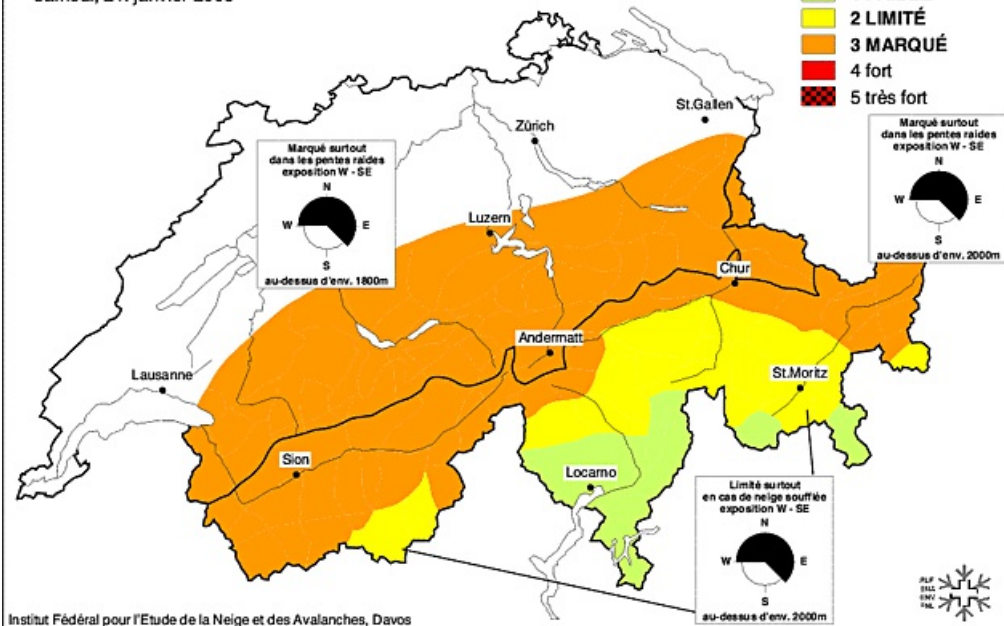 2 LIMITÉ
3 MARQUÉ
4 fort
5 très fort
St.Gallen
Zürich
Marqué surtout
dans les pentes raides
exposition W - SE
N
W E
S
au-dessus d'env. 2000m
Marqué surtout
dans les pentes raides
exposition W - SE
N
W E
S
au-dessus d'env. 1800m
Luzern
Chur
Andermatt
Lausanne
St.Moritz
Sion
Locarno
Limité surtout
en cas de neige soufflée
exposition W - SE
N
W E
S
au-dessus d'env. 2000m
Institut Fédéral pour l'Etude de la Neige et des Avalanches, Davos